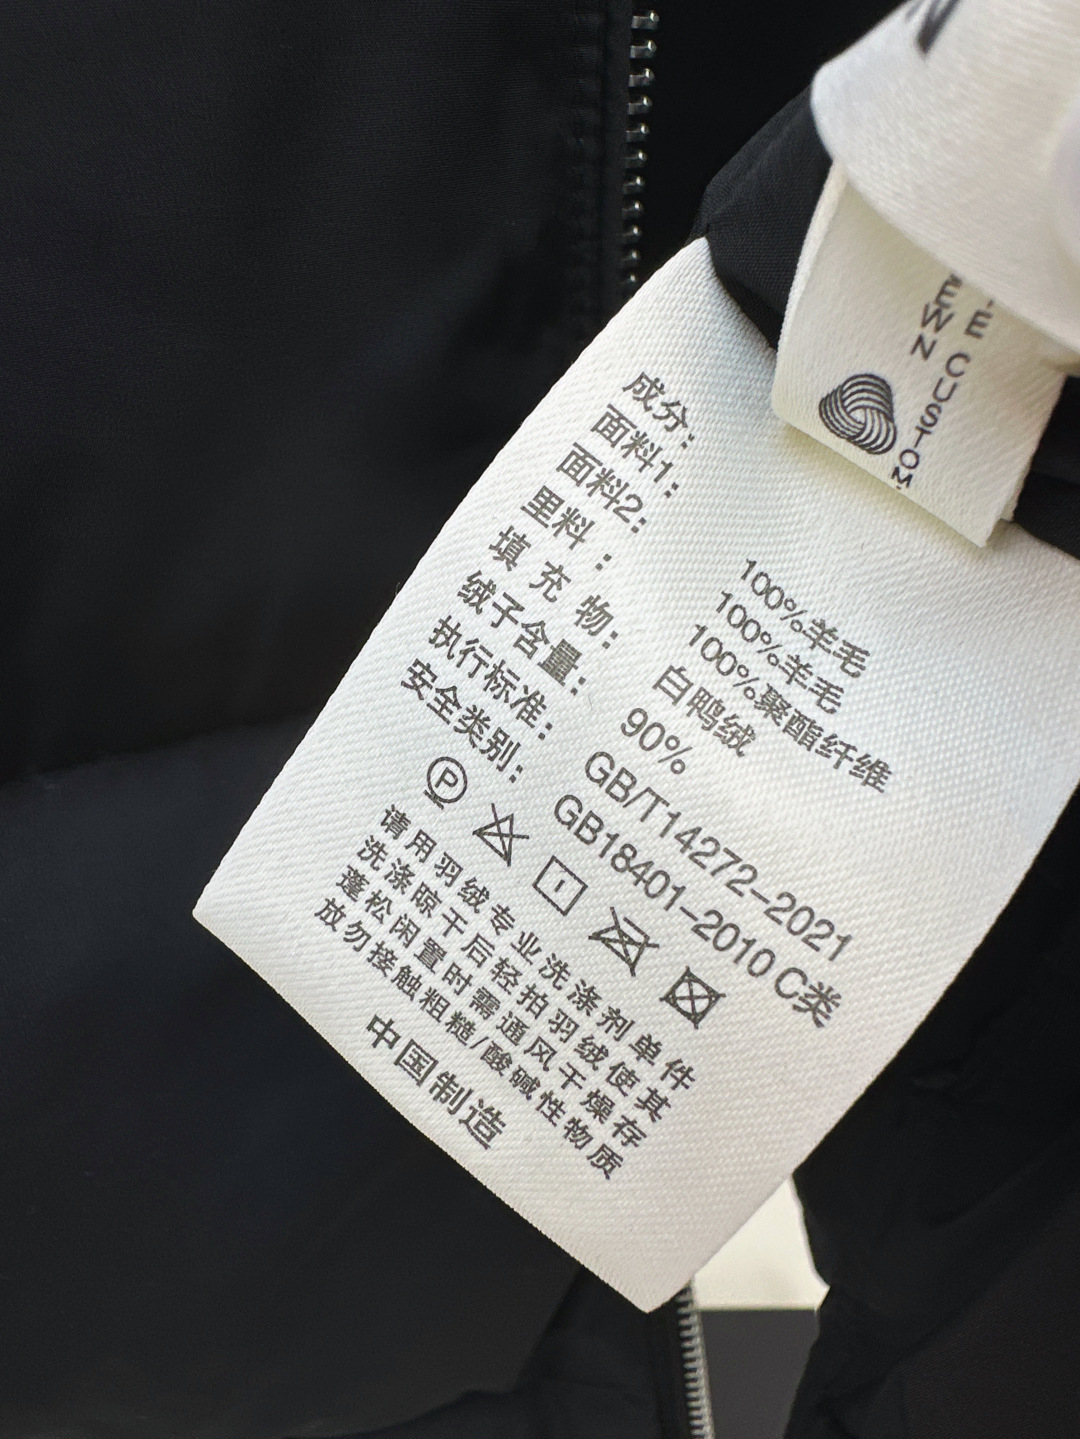 成分:
面料1: 100%羊毛
面料2: 100%羊毛
里料: 100%聚酯纤维
填充物: 白鸭绒
绒子含量: 90%
执行标准: GB/T14272-2021
安全类别: GB18401-2010 C类
P
请用羽绒专业洗涤剂单件
洗涤晾干后轻拍羽绒使其
蓬松闲置时需通风干燥存
放勿接触粗糙/酸碱性物质
中国制造
CUSTOM